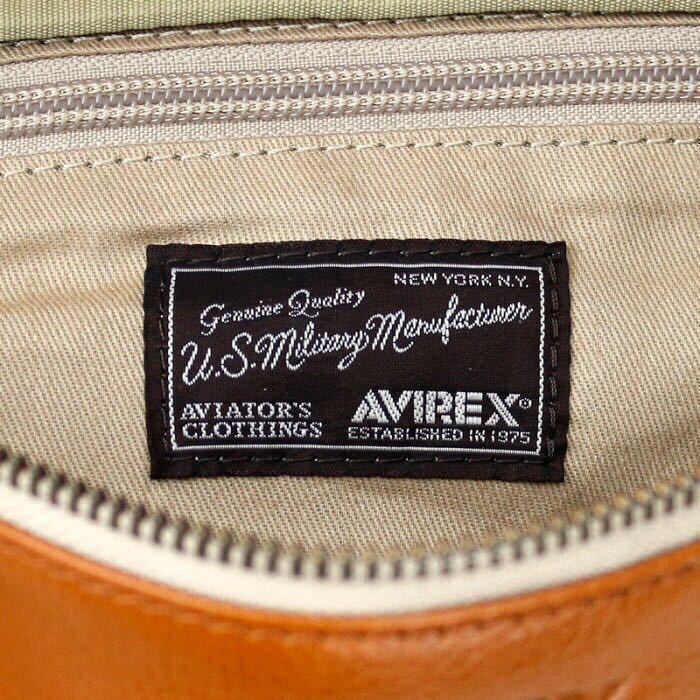 NEW YORK N.Y.
Genuine Quality
U.S. Military Manufacturer
AVIATOR'S
CLOTHINGS
AVIREX®
ESTABLISHED IN 1975